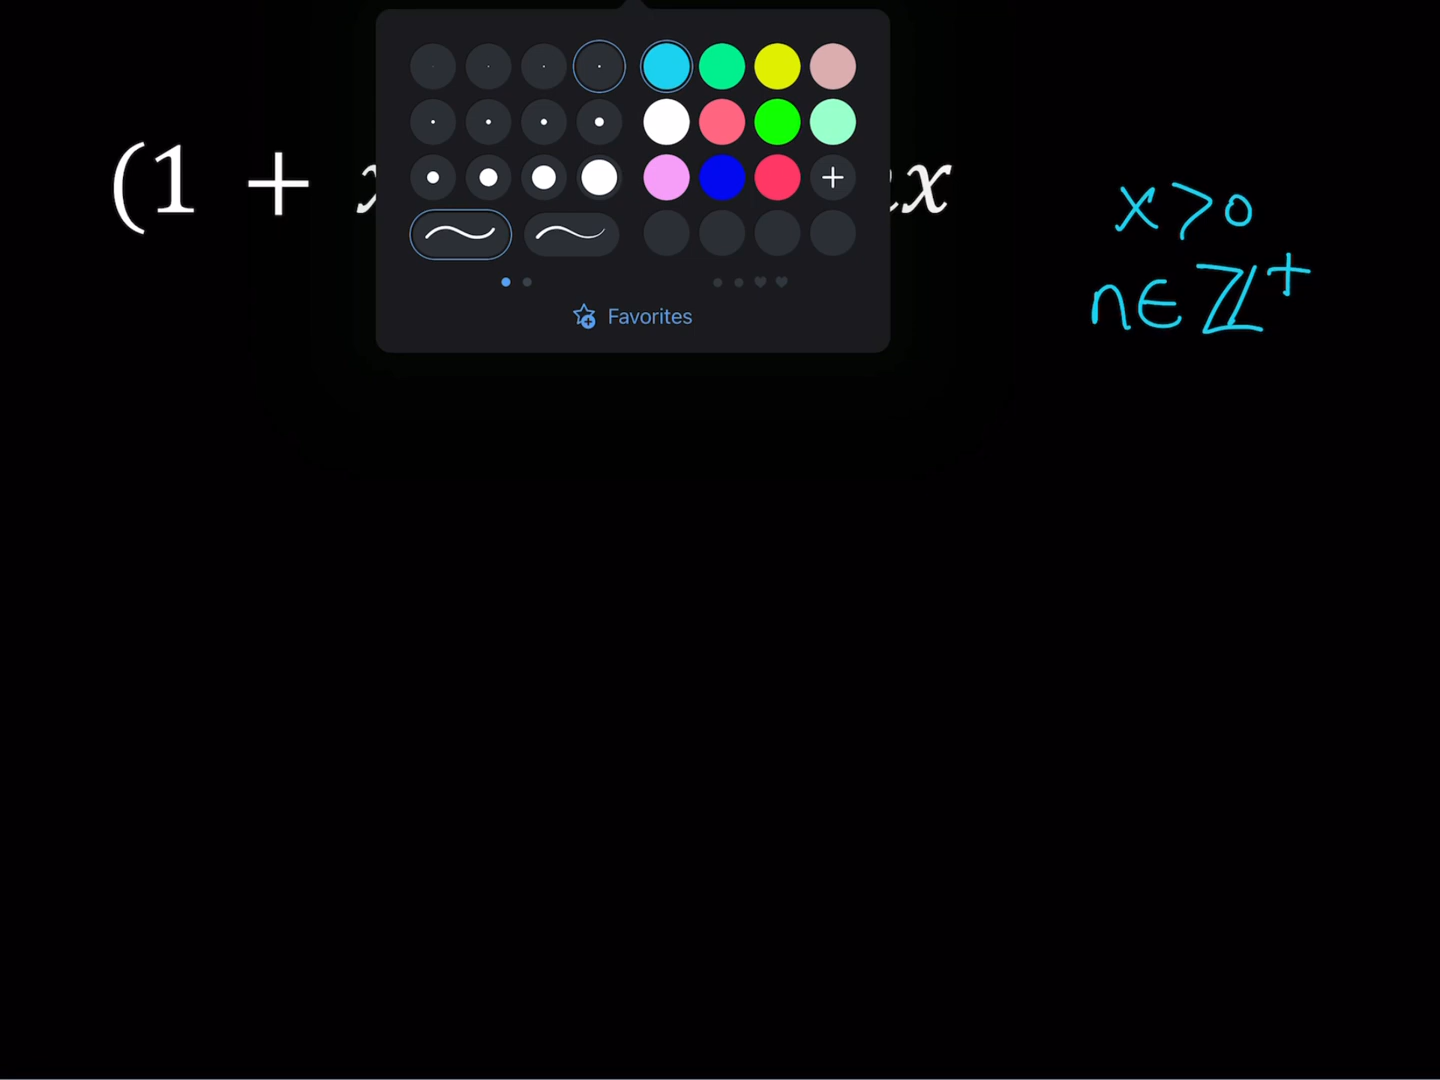 (1 + x
x
x > 0
n ∈ ℤ⁺
Favorites